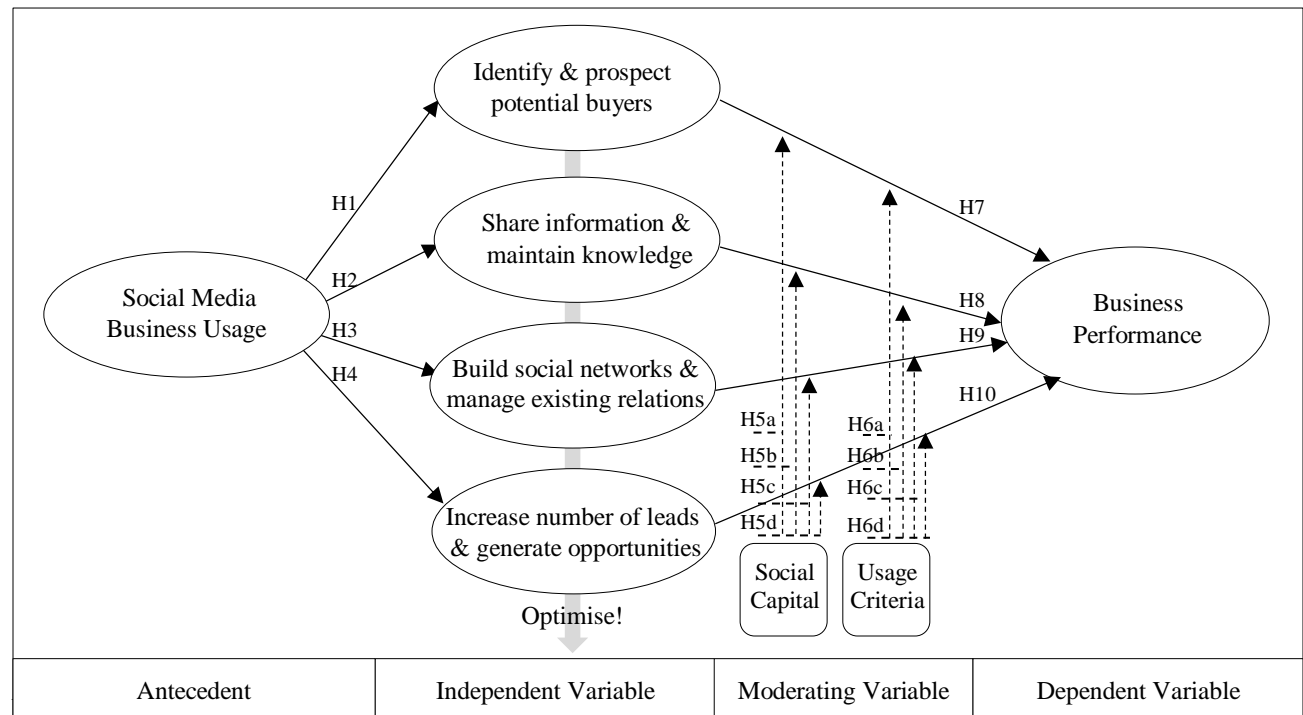 Identify & prospect
potential buyers
H1
H7
Share information &
maintain knowledge
H2
H8
Social Media
Business Usage
Business
Performance
H3
H9
Build social networks &
manage existing relations
H4
H10
H5a
H6a
H5b
H6b
H5c
H6c
H5d
H6d
Increase number of leads
& generate opportunities
Social
Capital
Usage
Criteria
Optimise!
Antecedent
Independent Variable
Moderating Variable
Dependent Variable